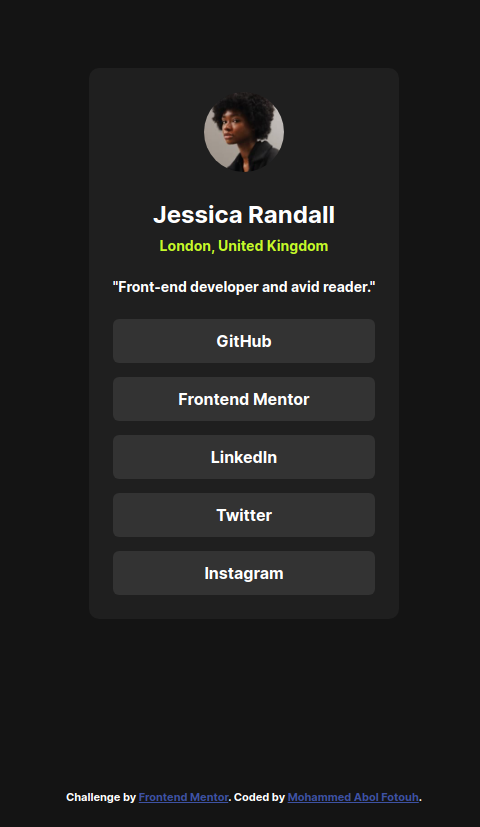 Jessica Randall
London, United Kingdom
"Front-end developer and avid reader."
GitHub
Frontend Mentor
LinkedIn
Twitter
Instagram
Challenge by Frontend Mentor. Coded by Mohammed Abol Fotouh.